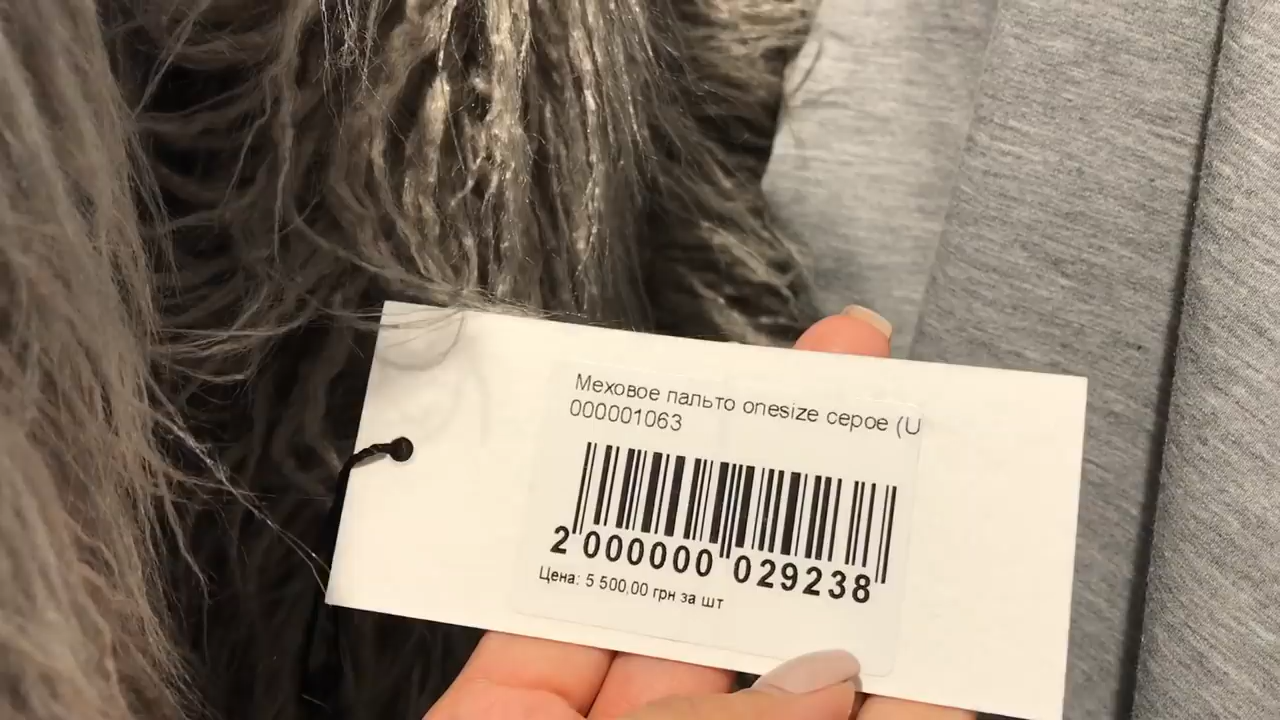 Меховое пальто onesize серое (U
000001063
2 000000 029238
Цена: 5 500,00 грн за шт